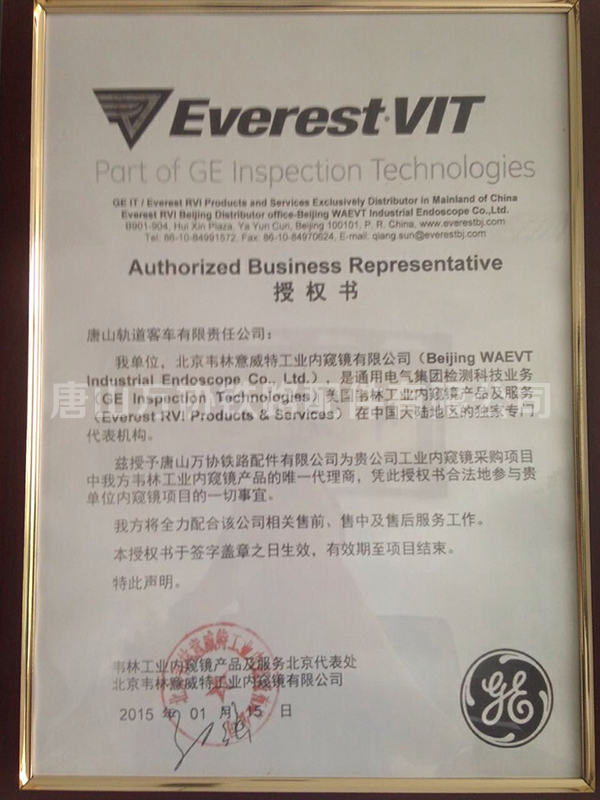 Everest·VIT
Part of GE Inspection Technologies
GE IT / Everest RVI Products and Services Exclusively Distributor in Mainland of China
Everest RVI Beijing Distributor office-Beijing WAEVT Industrial Endoscope Co.,Ltd.
B901-904, Hui Xin Plaza, Ya Yun Cun, Beijing 100101, P. R. China, www.everestbj.com
Tel: 86-10-84991572, Fax: 86-10-84970624, E-mail: qiang.sun@everestbj.com
Authorized Business Representative
授权书
唐山轨道客车有限责任公司：
我单位，北京韦林意威特工业内窥镜有限公司（Beijing WAEVT
Industrial Endoscope Co., Ltd.），是通用电气集团检测科技业务
（GE Inspection Technologies）美国韦林工业内窥镜产品及服务
（Everest RVI Products & Services）在中国大陆地区的独家专门
代表机构。
兹授予唐山万协铁路配件有限公司为贵公司工业内窥镜采购项目
中我方韦林工业内窥镜产品的唯一代理商，凭此授权书合法地参与贵
单位内窥镜项目的一切事宜。
我方将全力配合该公司相关售前、售中及售后服务工作。
本授权书于签字盖章之日生效，有效期至项目结束。
特此声明。
韦林工业内窥镜产品及服务北京代表处
北京韦林意威特工业内窥镜有限公司
2015 年 01 月 15 日
GE